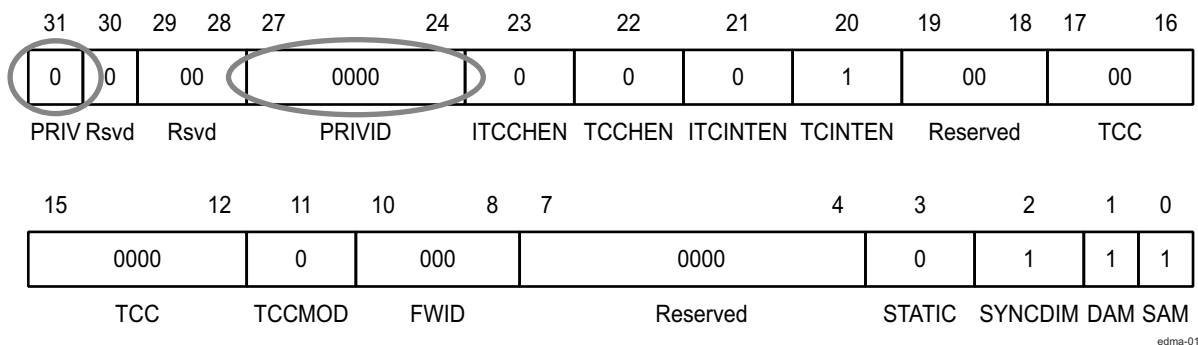 31 30 29 28 27 24 23 22 21 20 19 18 17 16
0 0 00 0000 0 0 0 1 00 00
PRIV Rsvd Rsvd PRIVID ITCCHEN TCCHEN ITCINTEN TCINTEN Reserved TCC
15 12 11 10 8 7 4 3 2 1 0
0000 0 000 0000 0 1 1 1
TCC TCCMOD FWID Reserved STATIC SYNCDIM DAM SAM
edma-01